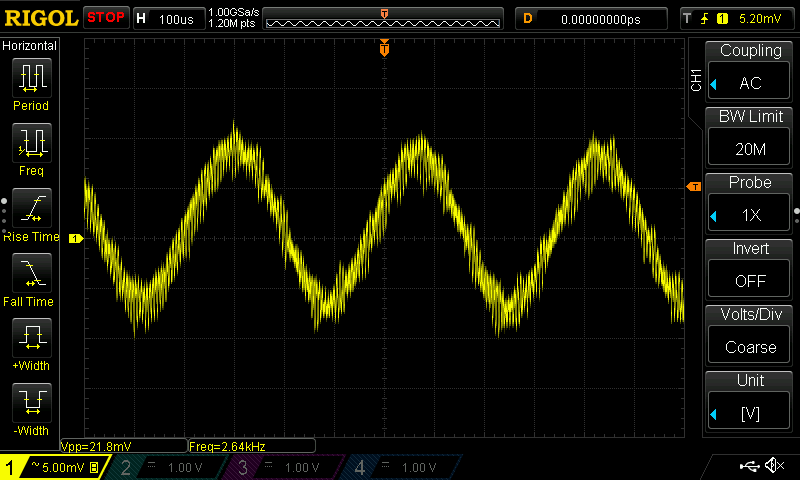 RIGOL STOP H 100us 1.00GSa/s D 0.00000000ps T 1 5.20mV
1.20M pts
T
Horizontal
Period
Freq
Rise Time
Fall Time
+Width
-Width
1
T
T
CH1
Coupling
AC
BW Limit
20M
Probe
1X
Invert
OFF
Volts/Div
Coarse
Unit
[V]
Vpp=21.8mV Freq=2.64kHz
1 ~ 5.00mV B 2 1.00 V 3 1.00 V 4 1.00 V